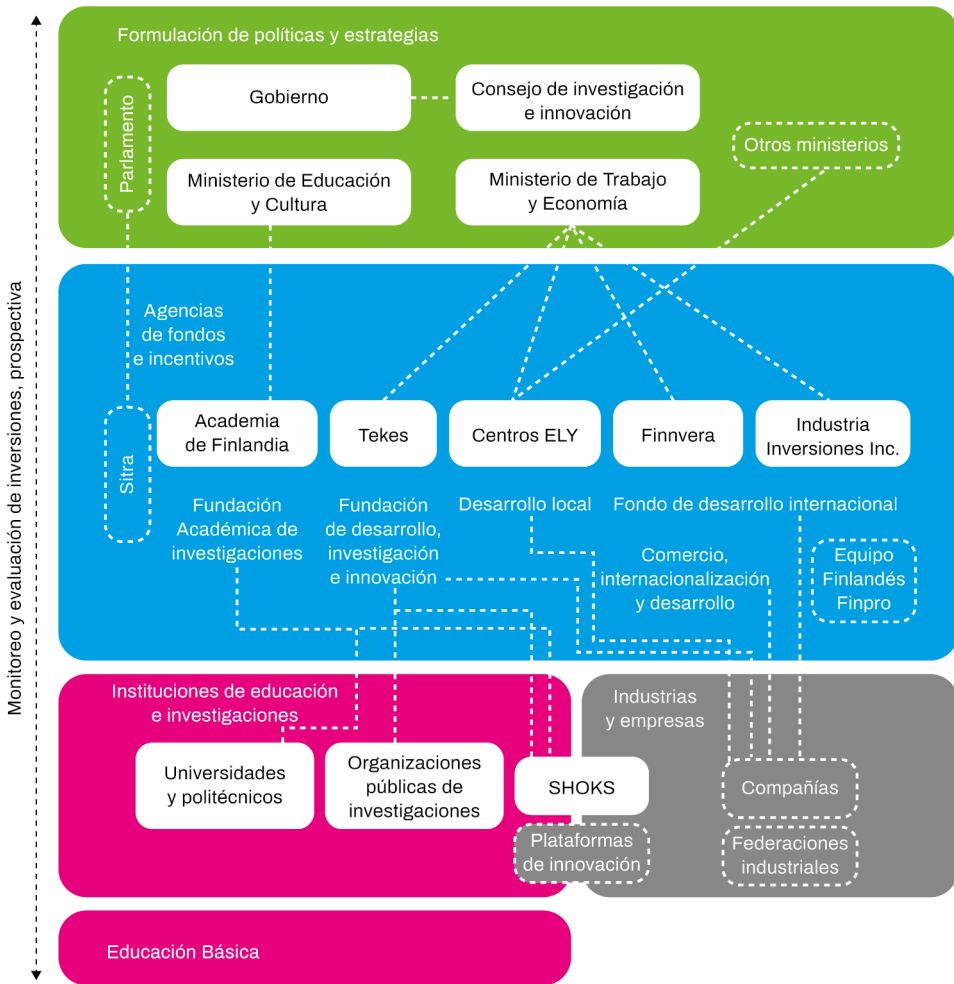 Monitoreo y evaluación de inversiones, prospectiva
Formulación de políticas y estrategias
Parlamento
Gobierno
Consejo de investigación
e innovación
Otros ministerios
Ministerio de Educación
y Cultura
Ministerio de Trabajo
y Economía
Agencias
de fondos
e incentivos
Sitra
Academia
de Finlandia
Tekes
Centros ELY
Finnvera
Industria
Inversiones Inc.
Fundación
Académica de
investigaciones
Fundación
de desarrollo,
investigación
e innovación
Desarrollo local
Fondo de desarrollo internacional
Comercio,
internacionalización
y desarrollo
Equipo
Finlandés
Finpro
Instituciones de educación
e investigaciones
Industrias
y empresas
Universidades
y politécnicos
Organizaciones
públicas de
investigaciones
SHOKS
Compañías
Plataformas
de innovación
Federaciones
industriales
Educación Básica